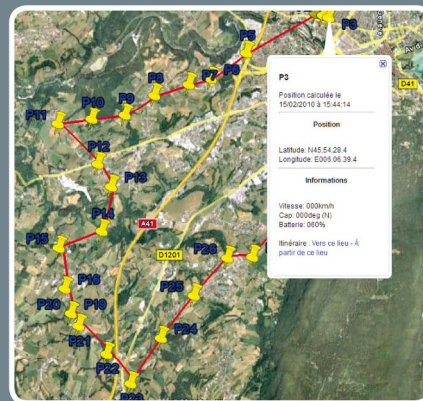 P3
P5
P6
P7
P8
P9
P10
P11
P12
P13
P14
P15
P16
P20
P19
P21
P22
P23
P24
P25
P26
A41
D1201
D41
P3
Position calculée le
15/02/2010 à 15:44:14
Position
Latitude: N45.54.28.4
Longitude: E006.06.39.4
Informations
Vitesse: 000km/h
Cap: 000deg (N)
Batterie: 060%
Itinéraire : Vers ce lieu - À
partir de ce lieu